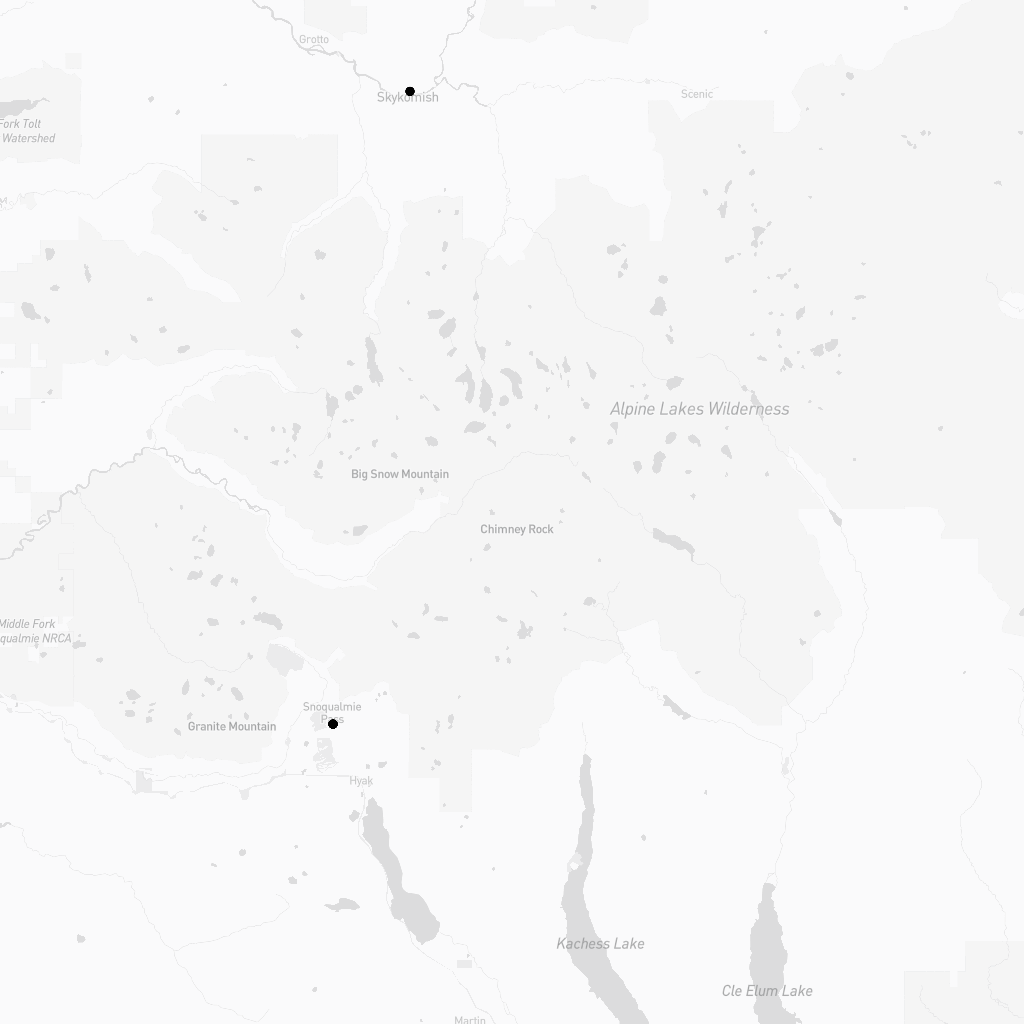 Grotto
Skykomish
Scenic
Fork Tolt
Watershed
Alpine Lakes Wilderness
Big Snow Mountain
Chimney Rock
Middle Fork
qualmie NRCA
Snoqualmie
Pass
Granite Mountain
Hyak
Kachess Lake
Cle Elum Lake
Martin